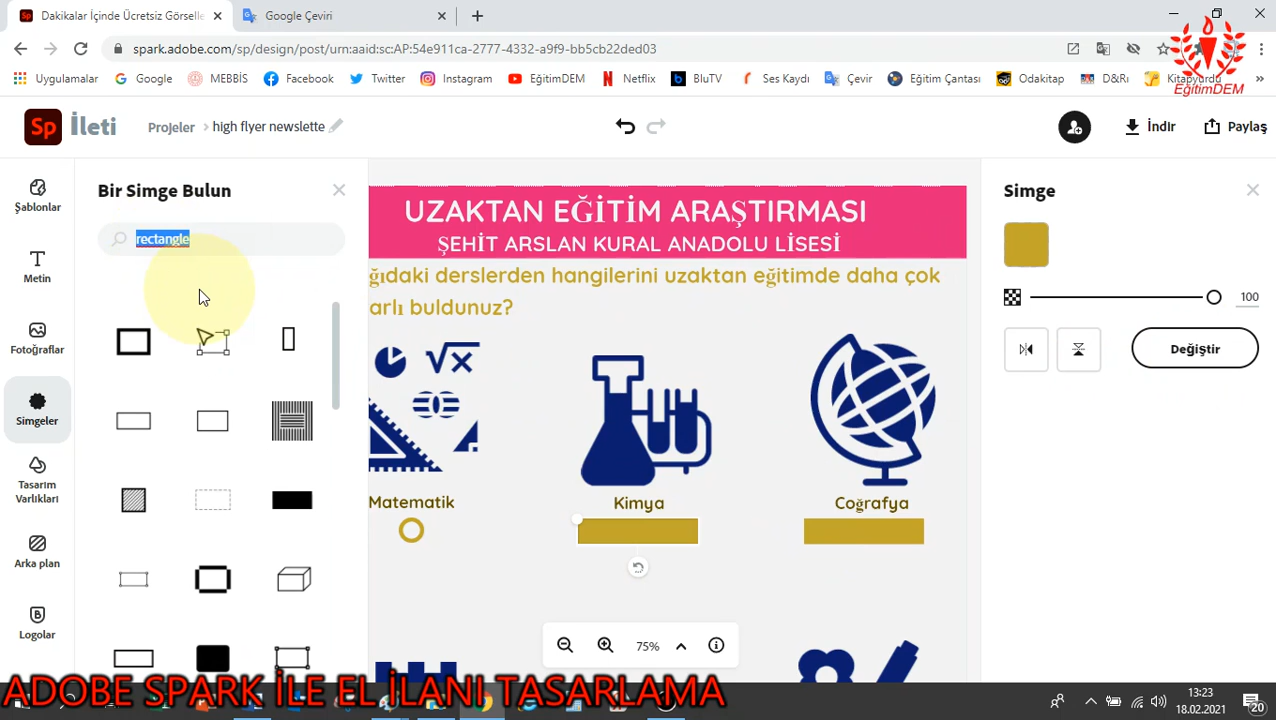 Dakikalar İçinde Ücretsiz Görselle
Google Çeviri
spark.adobe.com/sp/design/post/urn:aaid:sc:AP:54e911ca-2777-4332-a9f9-bb5cb22ded03
Uygulamalar
Google
MEBBİS
Facebook
Twitter
Instagram
EğitimDEM
Netflix
BluTV
Ses Kaydı
Çevir
Eğitim Çantası
Odakitap
D&R
Kitapyurdu
EğitimDEM
Sp İleti
Projeler
high flyer newslette
İndir
Paylaş
Şablonlar
Metin
Fotoğraflar
Simgeler
Tasarım
Varlıkları
Arka plan
Logolar
Bir Simge Bulun
rectangle
UZAKTAN EĞİTİM ARAŞTIRMASI
ŞEHİT ARSLAN KURAL ANADOLU LİSESİ
ğıdaki derslerden hangilerini uzaktan eğitimde daha çok
arlı buldunuz?
Matematik
Kimya
Coğrafya
75%
Simge
100
Değiştir
ADOBE SPARK İLE EL İLANI TASARLAMA
13:23
18.02.2021
20